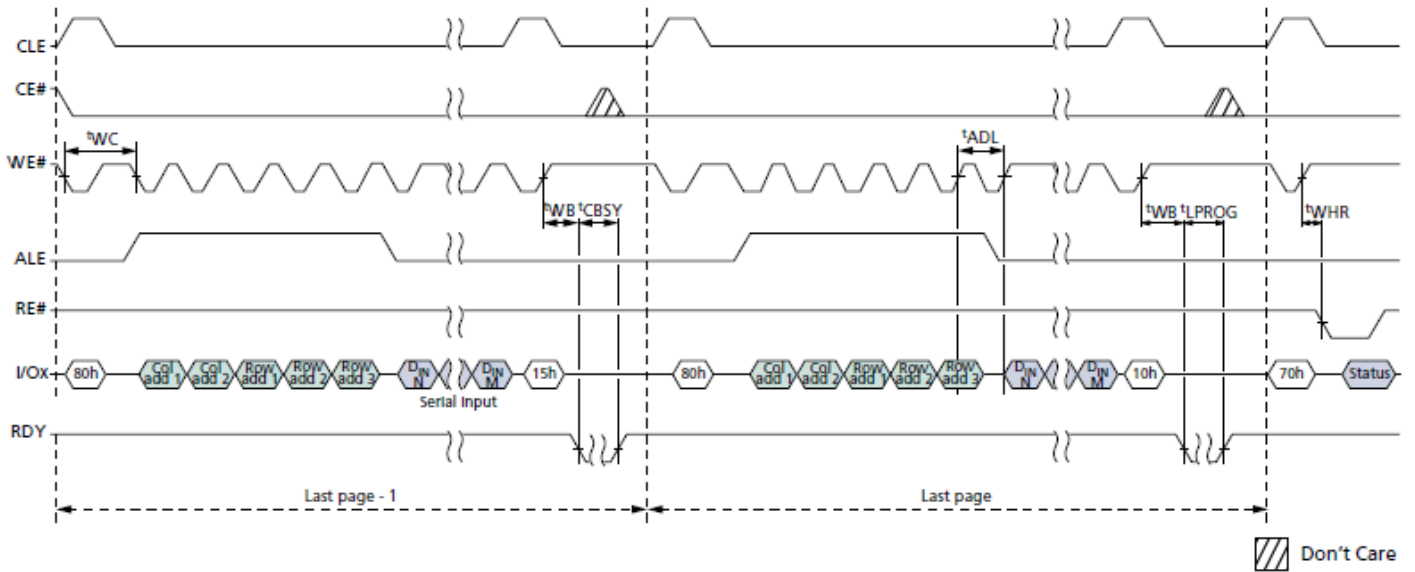 CLE
CE#
tWC
tADL
WE#
tWB tCBSY
tWB tLPROG
tWHR
ALE
RE#
I/Ox
80h
Col add 1
Col add 2
Row add 1
Row add 2
Row add 3
DIN N
DIN M
15h
80h
Col add 1
Col add 2
Row add 1
Row add 2
Row add 3
DIN N
DIN M
10h
70h
Status
Serial Input
RDY
Last page - 1
Last page
Don't Care